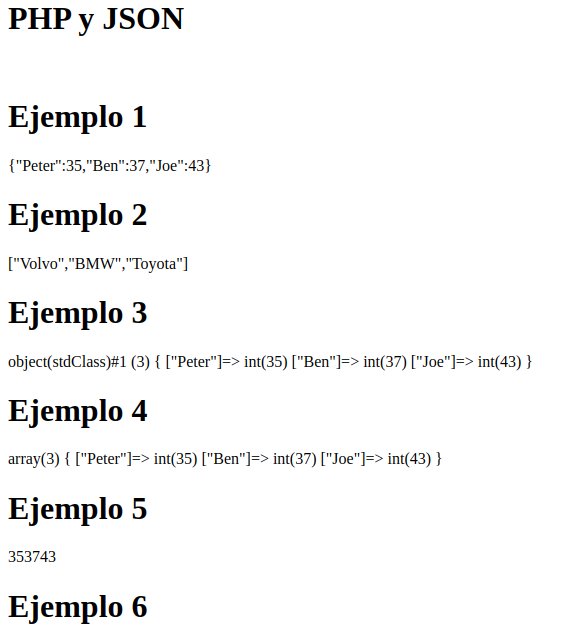 PHP y JSON
Ejemplo 1
{"Peter":35,"Ben":37,"Joe":43}
Ejemplo 2
["Volvo","BMW","Toyota"]
Ejemplo 3
object(stdClass)#1 (3) { ["Peter"]=> int(35) ["Ben"]=> int(37) ["Joe"]=> int(43) }
Ejemplo 4
array(3) { ["Peter"]=> int(35) ["Ben"]=> int(37) ["Joe"]=> int(43) }
Ejemplo 5
353743
Ejemplo 6